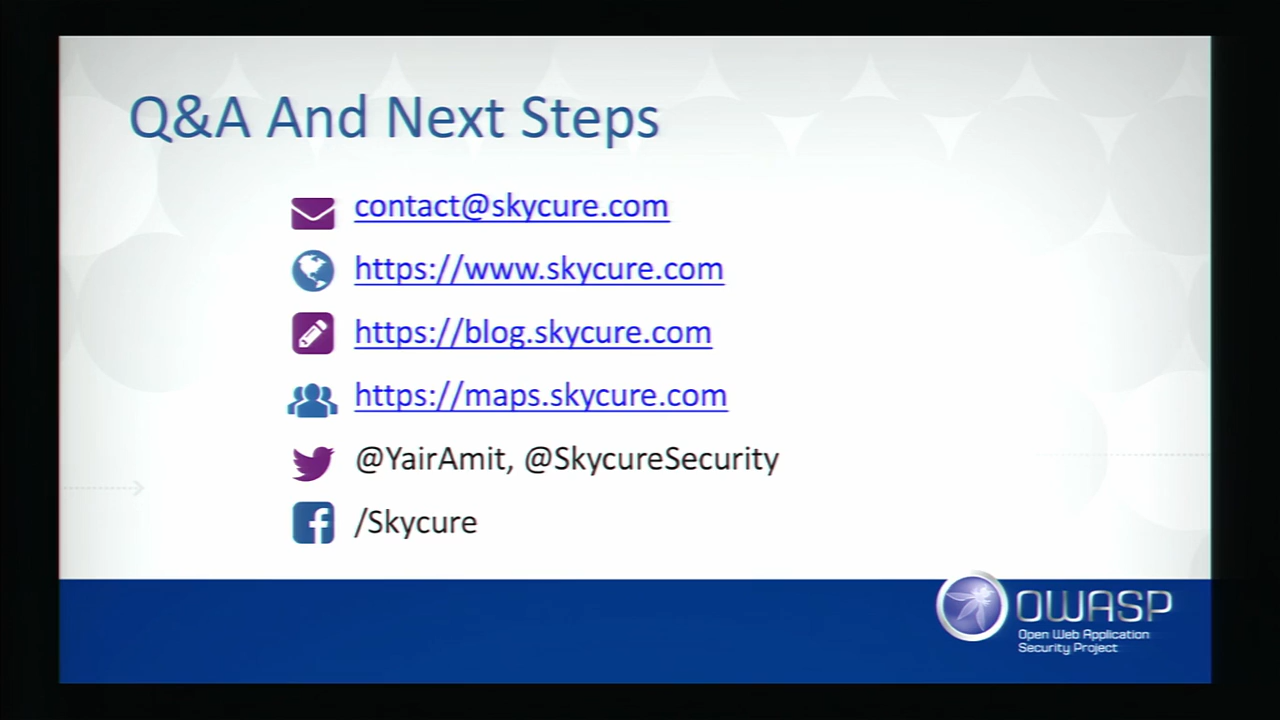 Q&A And Next Steps
contact@skycure.com
https://www.skycure.com
https://blog.skycure.com
https://maps.skycure.com
@YairAmit, @SkycureSecurity
/Skycure
OWASP
Open Web Application
Security Project